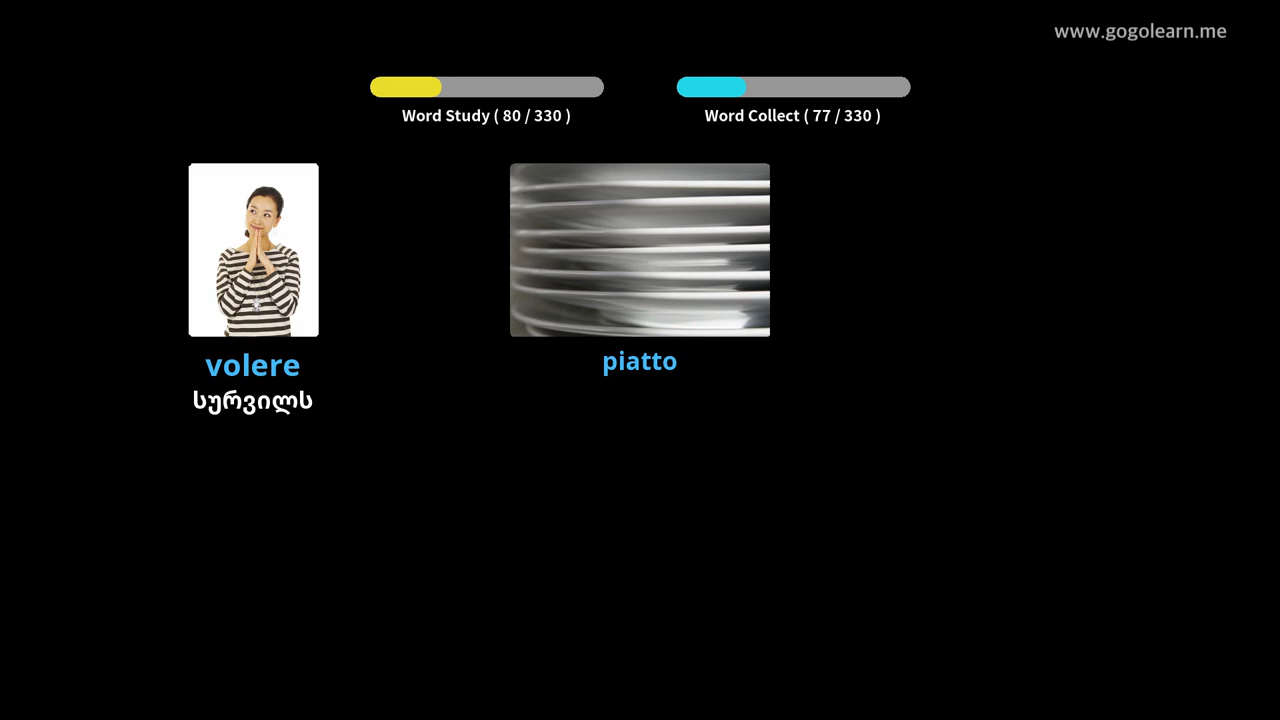 www.gogolearn.me
Word Study ( 80 / 330 )
Word Collect ( 77 / 330 )
volere
სურვილს
piatto